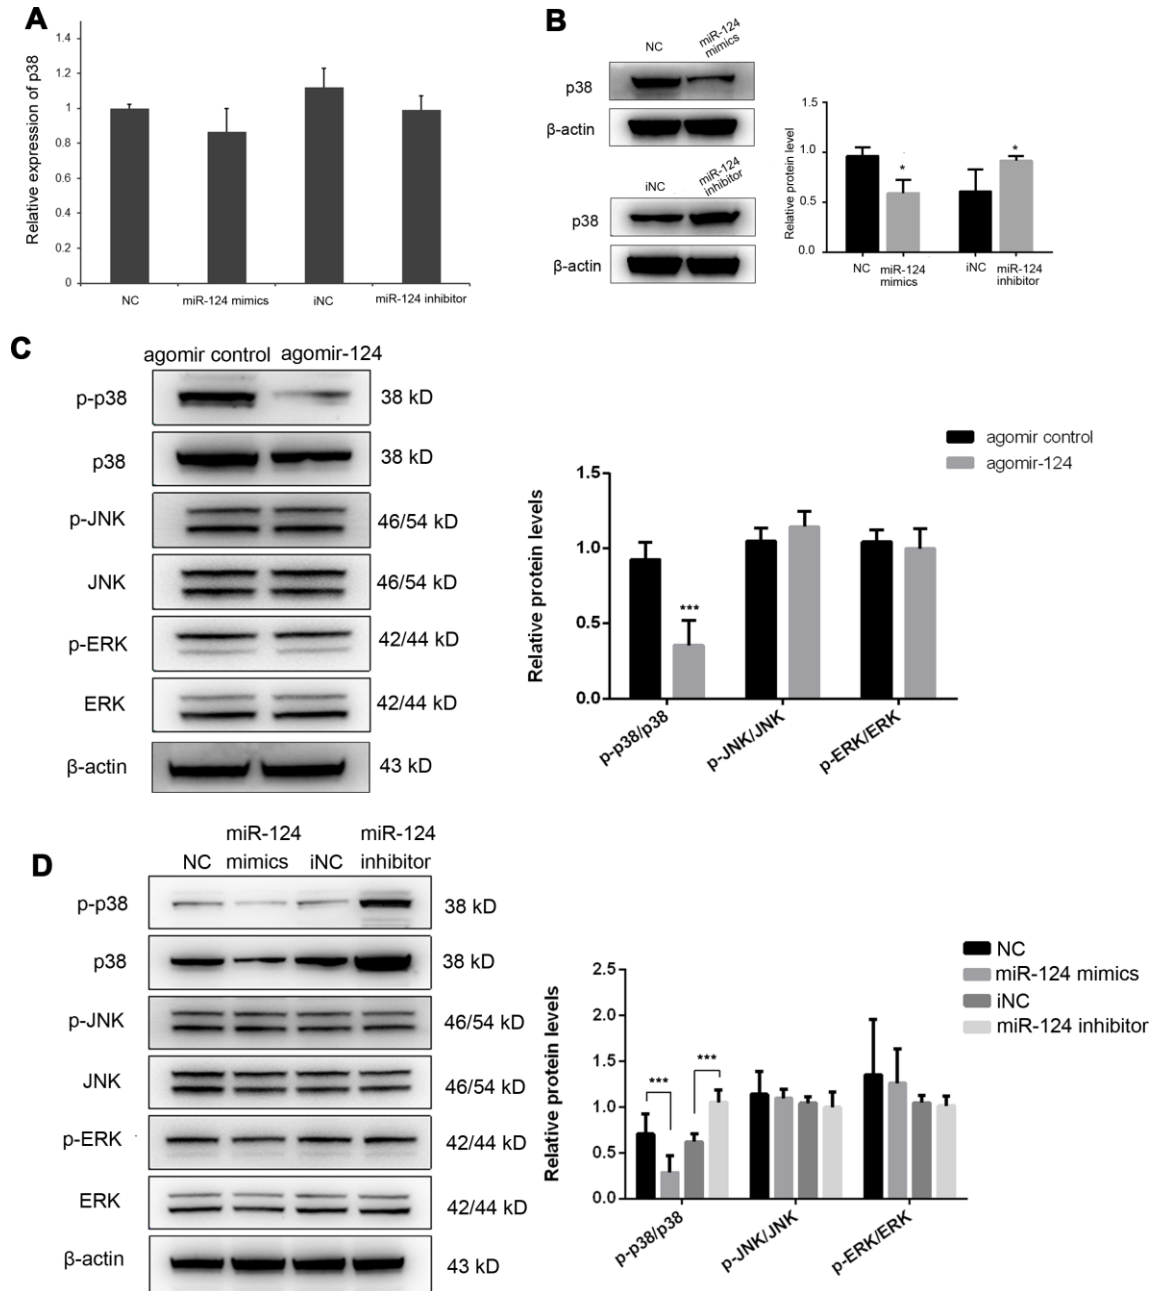 A
Relative expression of p38
1.4
1.2
1
0.8
0.6
0.4
0.2
0
NC miR-124 mimics iNC miR-124 inhibitor
B
NC miR-124 mimics
p38
β-actin
iNC miR-124 inhibitor
p38
β-actin
Relative protein level
1.5
1.0
0.5
0.0
* *
NC miR-124 mimics iNC miR-124 inhibitor
C
agomir control agomir-124
p-p38 38 kD
p38 38 kD
p-JNK 46/54 kD
JNK 46/54 kD
p-ERK 42/44 kD
ERK 42/44 kD
β-actin 43 kD
agomir control
agomir-124
Relative protein levels
1.5
1.0
0.5
0.0
***
p-p38/p38 p-JNK/JNK p-ERK/ERK
D
NC miR-124 mimics iNC miR-124 inhibitor
p-p38 38 kD
p38 38 kD
p-JNK 46/54 kD
JNK 46/54 kD
p-ERK 42/44 kD
ERK 42/44 kD
β-actin 43 kD
NC
miR-124 mimics
iNC
miR-124 inhibitor
Relative protein levels
2.5
2.0
1.5
1.0
0.5
0.0
*** ***
p-p38/p38 p-JNK/JNK p-ERK/ERK